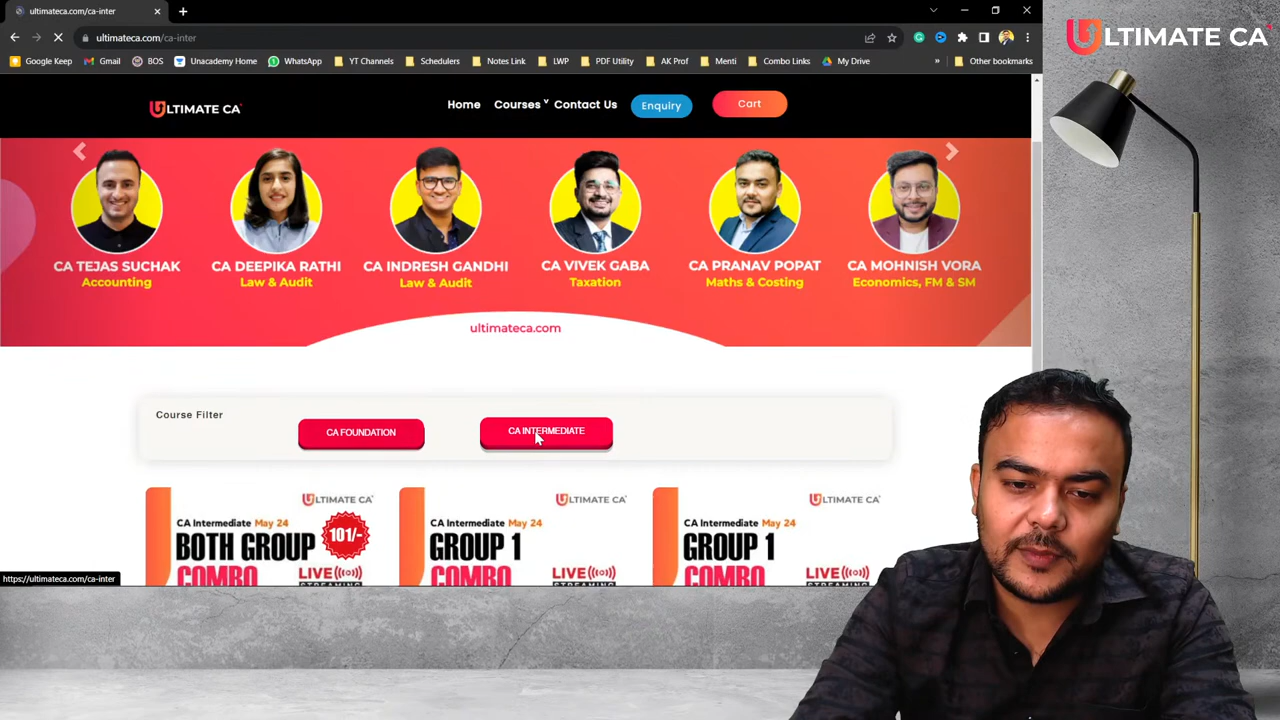 ultimateca.com
ultimateca.com/ca-inter
Google Keep
Gmail
BOS
Unacademy Home
WhatsApp
YT Channels
Schedulers
Notes Link
LWP
PDF Utility
AK Prof
Menti
Combo Links
My Drive
»
Other bookmarks
ULTIMATE CA
ULTIMATE CA
Home
Courses
Contact Us
Enquiry
Cart
CA TEJAS SUCHAK
Accounting
CA DEEPIKA RATHI
Law & Audit
CA INDRESH GANDHI
Law & Audit
CA VIVEK GABA
Taxation
CA PRANAV POPAT
Maths & Costing
CA MOHNISH VORA
Economics, FM & SM
ultimateca.com
Course Filter
CA FOUNDATION
CA INTERMEDIATE
ULTIMATE CA
CA Intermediate May 24
BOTH GROUP
COMBO
101/-
LIVE
STREAMING
ULTIMATE CA
CA Intermediate May 24
GROUP 1
COMBO
LIVE
STREAMING
ULTIMATE CA
CA Intermediate May 24
GROUP 1
COMBO
LIVE
STREAMING
https://ultimateca.com/ca-inter